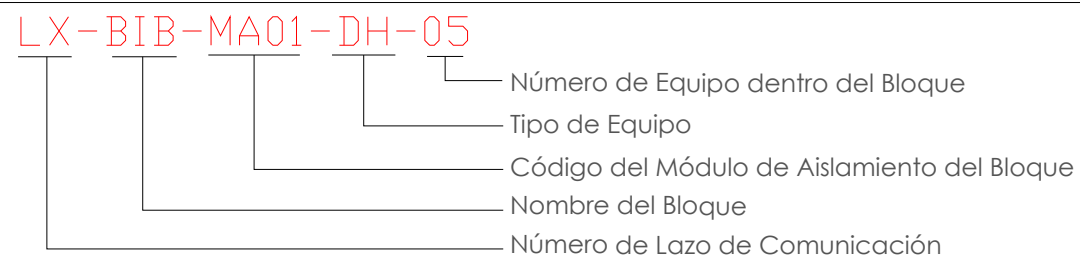 LX-BIB-MA01-DH-05
Número de Equipo dentro del Bloque
Tipo de Equipo
Código del Módulo de Aislamiento del Bloque
Nombre del Bloque
Número de Lazo de Comunicación